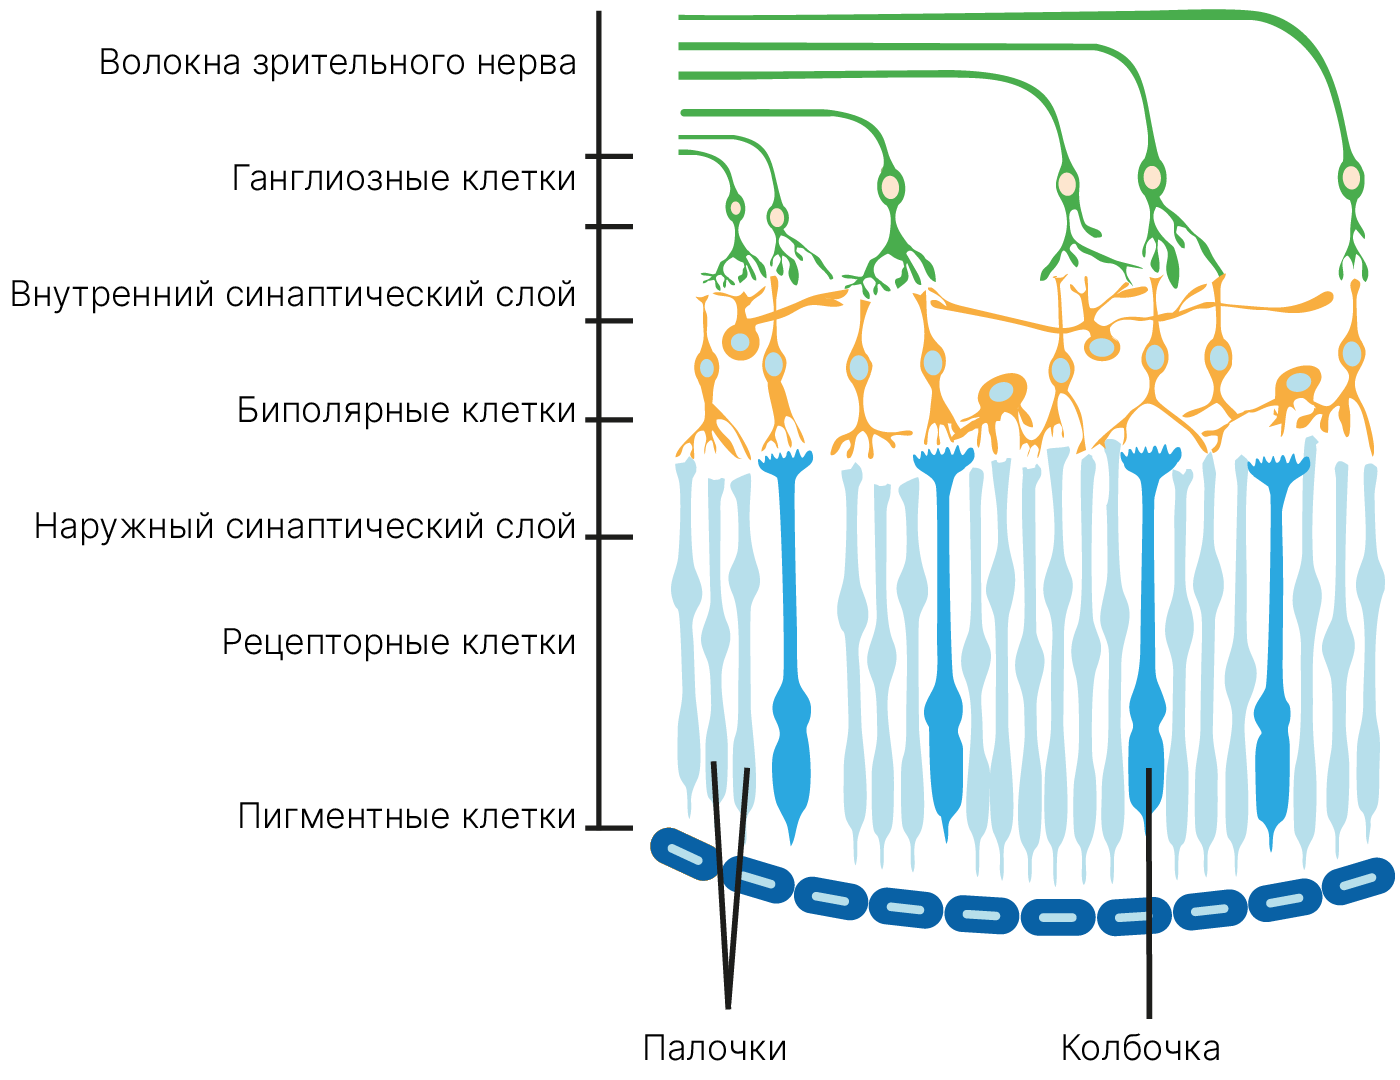 Волокна зрительного нерва
Ганглиозные клетки
Внутренний синаптический слой
Биполярные клетки
Наружный синаптический слой
Рецепторные клетки
Пигментные клетки
Палочки
Колбочка